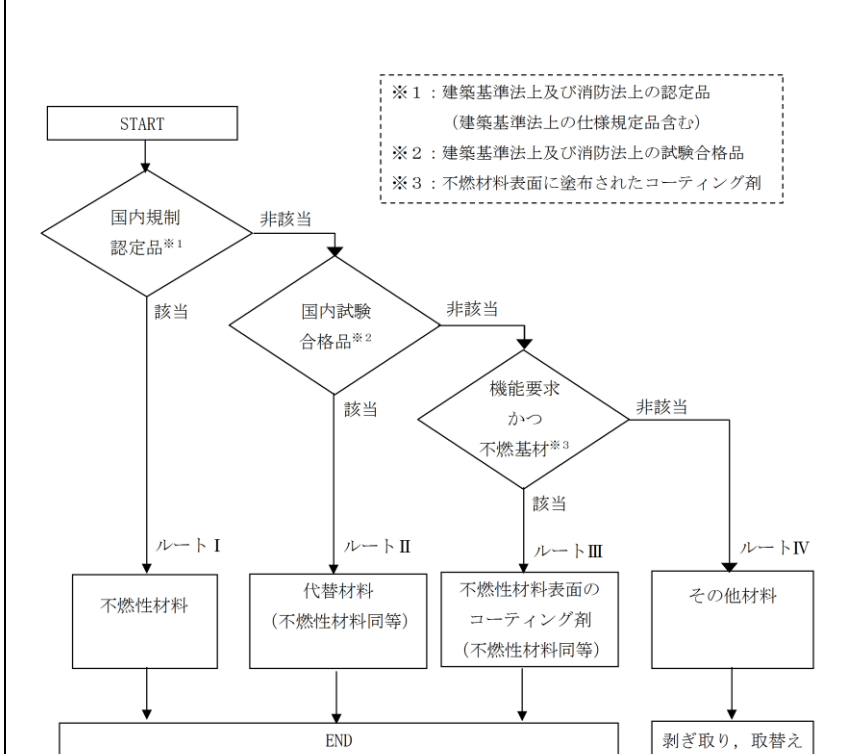 ※１：建築基準法上及び消防法上の認定品
（建築基準法上の仕様規定品含む）
※２：建築基準法上及び消防法上の試験合格品
※３：不燃材料表面に塗布されたコーティング剤
START
国内規制
認定品※１
非該当
該当
国内試験
合格品※２
非該当
該当
機能要求
かつ
不燃基材※３
非該当
該当
ルートⅠ
ルートⅡ
ルートⅢ
ルートⅣ
不燃性材料
代替材料
（不燃性材料同等）
不燃性材料表面の
コーティング剤
（不燃性材料同等）
その他材料
END
剥ぎ取り，取替え